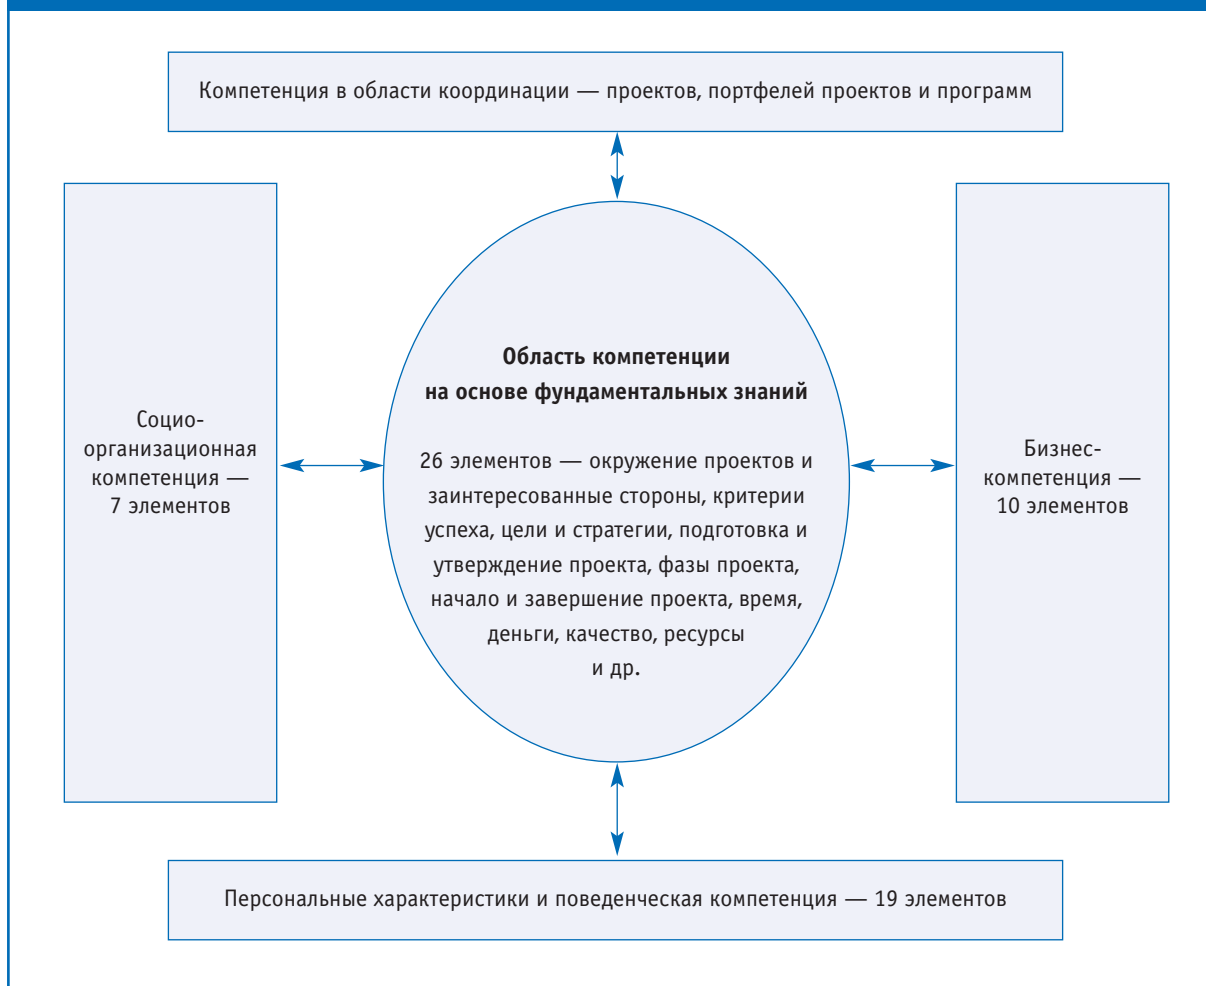 Компетенция в области координации — проектов, портфелей проектов и программ
Социо-
организационная
компетенция —
7 элементов
Область компетенции
на основе фундаментальных знаний
26 элементов — окружение проектов и
заинтересованные стороны, критерии
успеха, цели и стратегии, подготовка и
утверждение проекта, фазы проекта,
начало и завершение проекта, время,
деньги, качество, ресурсы
и др.
Бизнес-
компетенция —
10 элементов
Персональные характеристики и поведенческая компетенция — 19 элементов